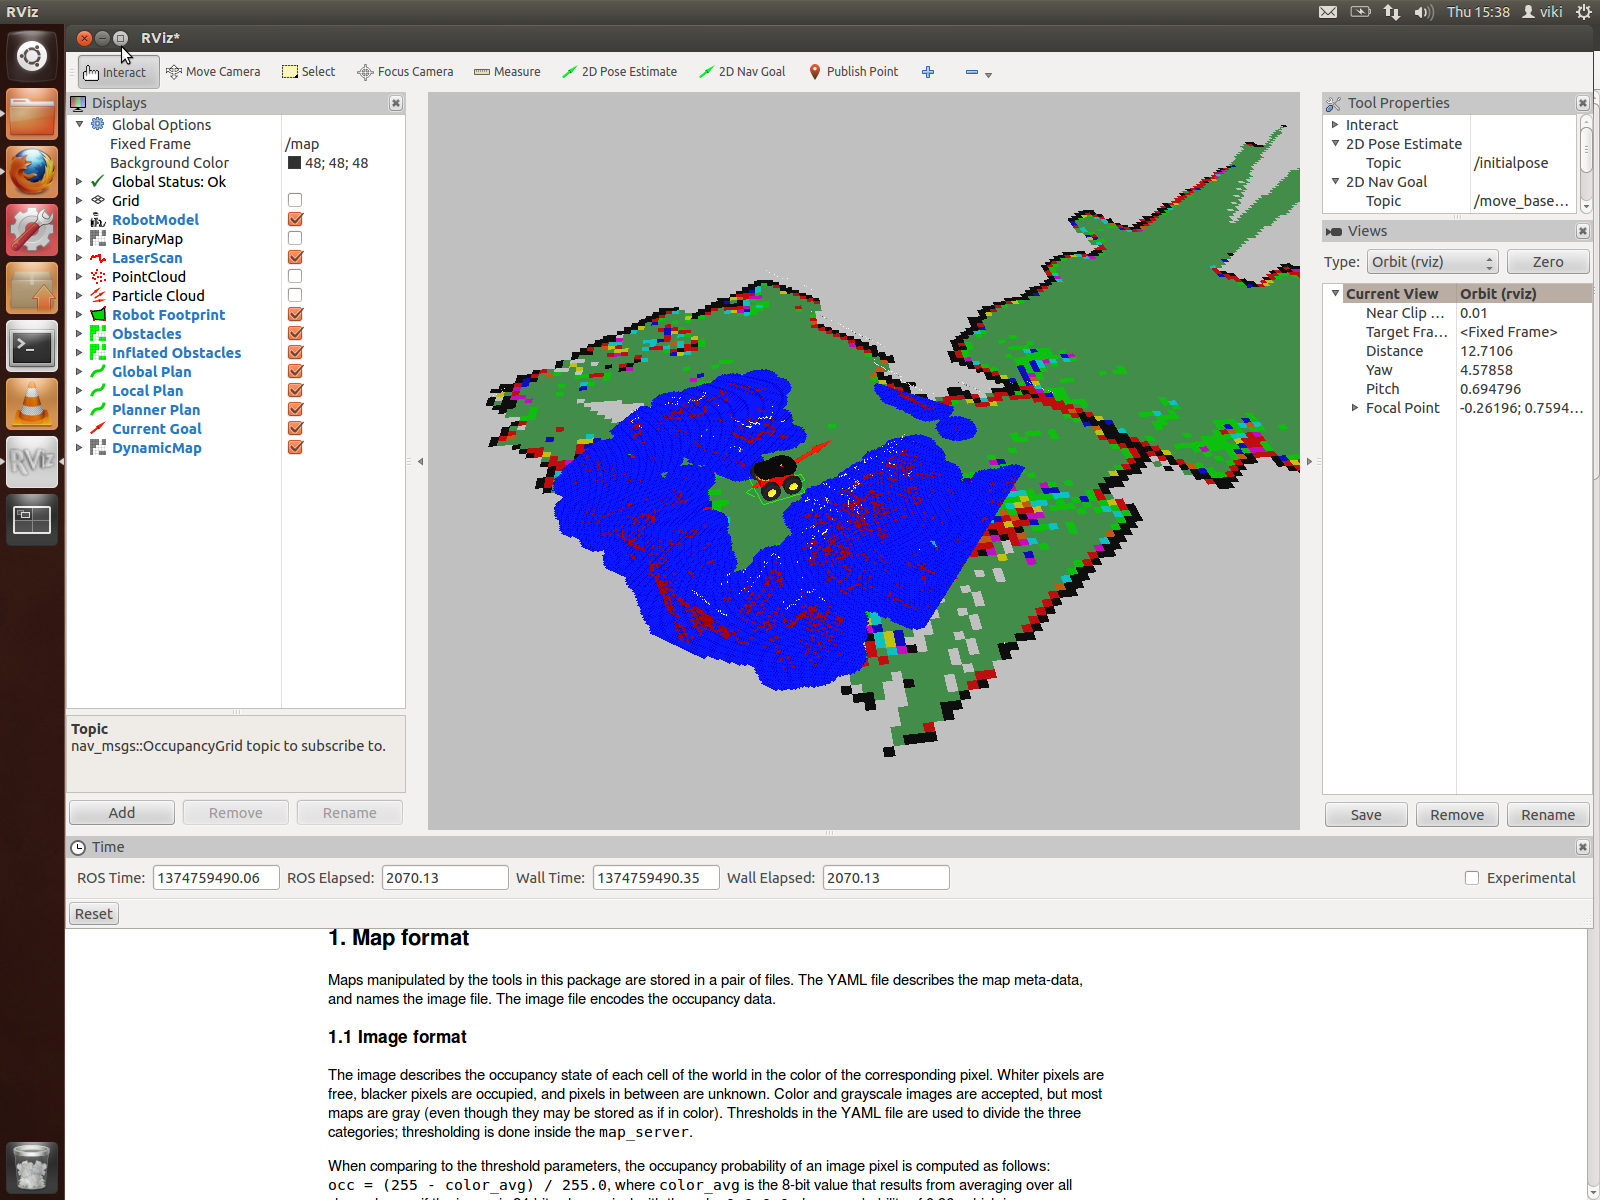 RViz
Thu 15:38
viki
RViz*
Interact
Move Camera
Select
Focus Camera
Measure
2D Pose Estimate
2D Nav Goal
Publish Point
Displays
Global Options
Fixed Frame /map
Background Color 48; 48; 48
Global Status: Ok
Grid
RobotModel
BinaryMap
LaserScan
PointCloud
Particle Cloud
Robot Footprint
Obstacles
Inflated Obstacles
Global Plan
Local Plan
Planner Plan
Current Goal
DynamicMap
Topic
nav_msgs::OccupancyGrid topic to subscribe to.
Add
Remove
Rename
Tool Properties
Interact
2D Pose Estimate
Topic /initialpose
2D Nav Goal
Topic /move_base...
Views
Type: Orbit (rviz) Zero
Current View Orbit (rviz)
Near Clip ... 0.01
Target Fra... <Fixed Frame>
Distance 12.7106
Yaw 4.57858
Pitch 0.694796
Focal Point -0.26196; 0.7594...
Save
Remove
Rename
Time
ROS Time: 1374759490.06 ROS Elapsed: 2070.13 Wall Time: 1374759490.35 Wall Elapsed: 2070.13 Experimental
Reset
RViz
1. Map format
Maps manipulated by the tools in this package are stored in a pair of files. The YAML file describes the map meta-data,
and names the image file. The image file encodes the occupancy data.
1.1 Image format
The image describes the occupancy state of each cell of the world in the color of the corresponding pixel. Whiter pixels are
free, blacker pixels are occupied, and pixels in between are unknown. Color and grayscale images are accepted, but most
maps are gray (even though they may be stored as if in color). Thresholds in the YAML file are used to divide the three
categories; thresholding is done inside the map_server.
When comparing to the threshold parameters, the occupancy probability of an image pixel is computed as follows:
occ = (255 - color_avg) / 255.0, where color_avg is the 8-bit value that results from averaging over all